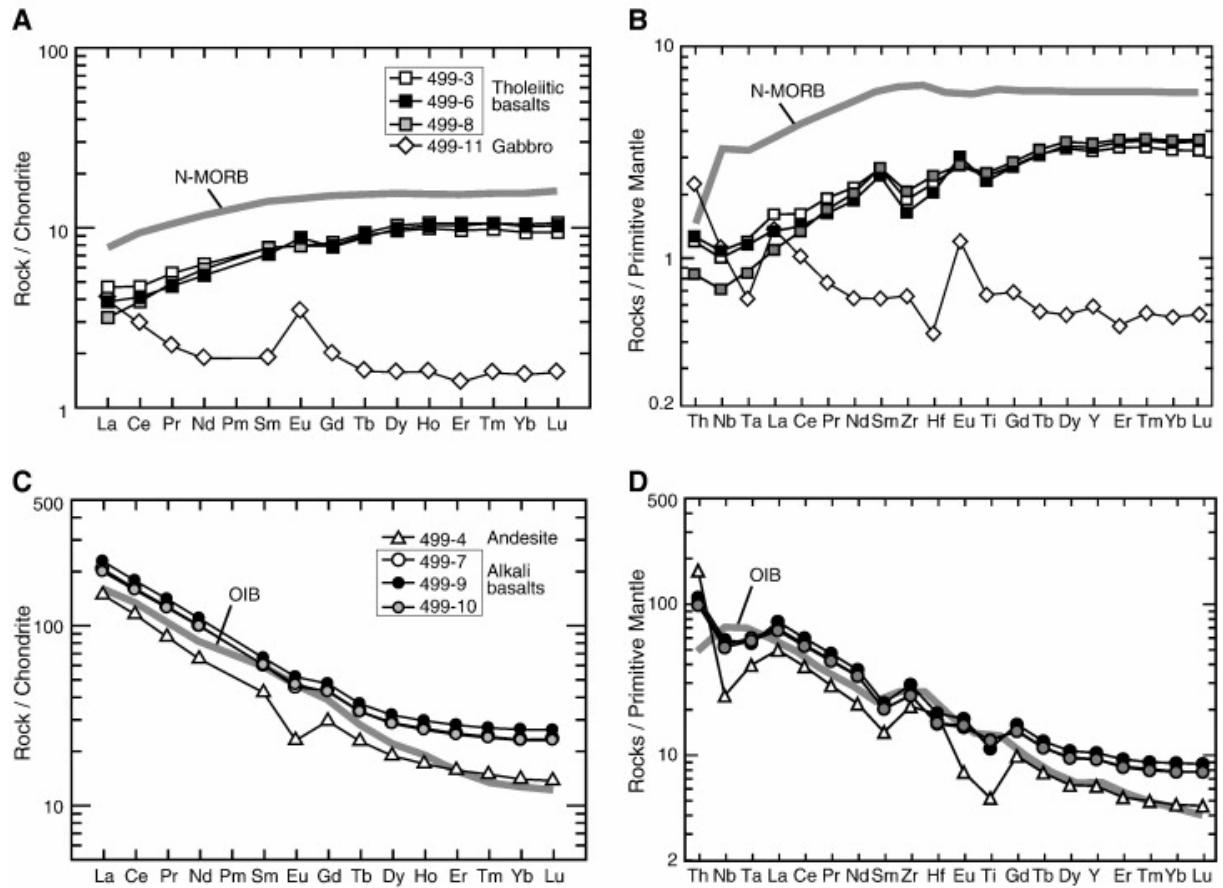 A
100
10
1
Rock / Chondrite
N-MORB
499-3
499-6
499-8
499-11
Tholeiitic
basalts
Gabbro
La Ce Pr Nd Pm Sm Eu Gd Tb Dy Ho Er Tm Yb Lu
B
10
1
0.2
Rocks / Primitive Mantle
N-MORB
Th Nb Ta La Ce Pr Nd Sm Zr Hf Eu Ti Gd Tb Dy Y Er Tm Yb Lu
C
500
100
10
Rock / Chondrite
OIB
499-4
499-7
499-9
499-10
Andesite
Alkali
basalts
La Ce Pr Nd Pm Sm Eu Gd Tb Dy Ho Er Tm Yb Lu
D
500
100
10
2
Rocks / Primitive Mantle
OIB
Th Nb Ta La Ce Pr Nd Sm Zr Hf Eu Ti Gd Tb Dy Y Er Tm Yb Lu